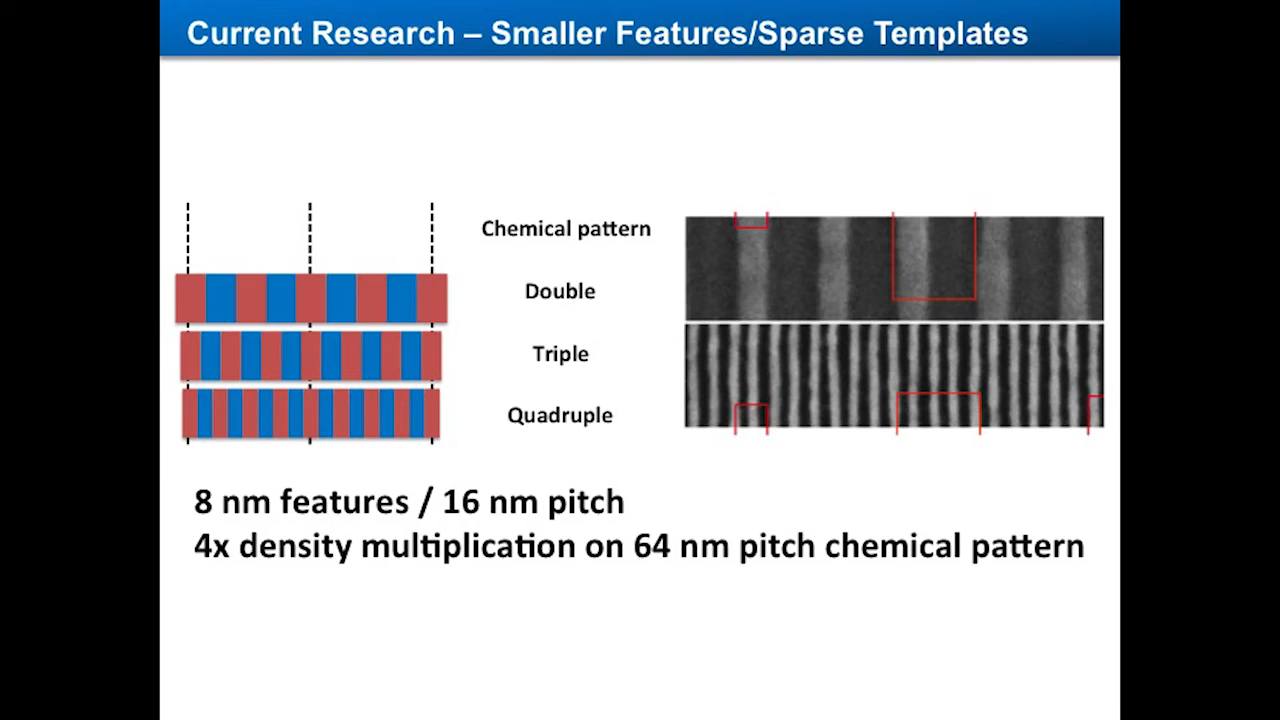 Current Research – Smaller Features/Sparse Templates
Chemical pattern
Double
Triple
Quadruple
8 nm features / 16 nm pitch
4x density multiplication on 64 nm pitch chemical pattern